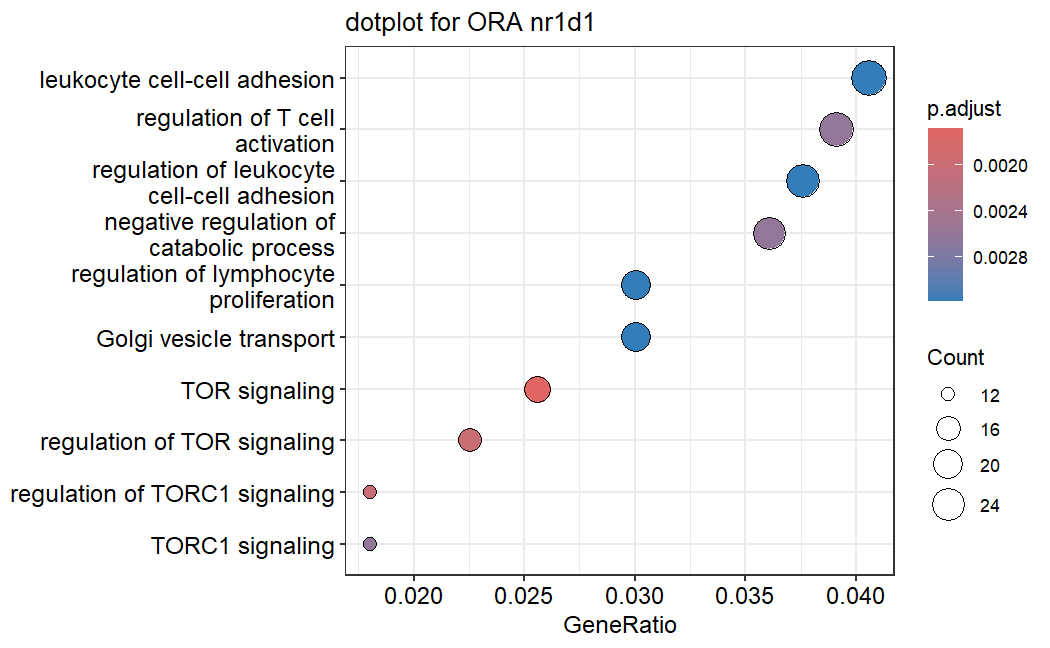 dotplot for ORA nr1d1
leukocyte cell-cell adhesion
regulation of T cell
activation
regulation of leukocyte
cell-cell adhesion
negative regulation of
catabolic process
regulation of lymphocyte
proliferation
Golgi vesicle transport
TOR signaling
regulation of TOR signaling
regulation of TORC1 signaling
TORC1 signaling
0.020 0.025 0.030 0.035 0.040
GeneRatio
p.adjust
0.0020
0.0024
0.0028
Count
12
16
20
24